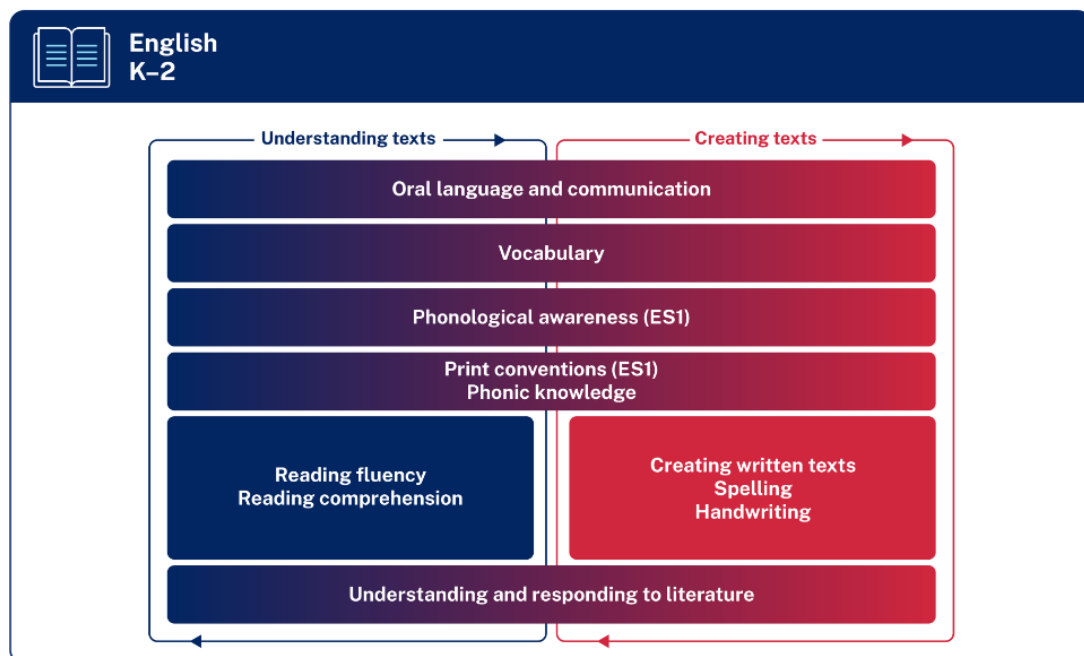 English
K–2
Understanding texts
Creating texts
Oral language and communication
Vocabulary
Phonological awareness (ES1)
Print conventions (ES1)
Phonic knowledge
Reading fluency
Reading comprehension
Creating written texts
Spelling
Handwriting
Understanding and responding to literature